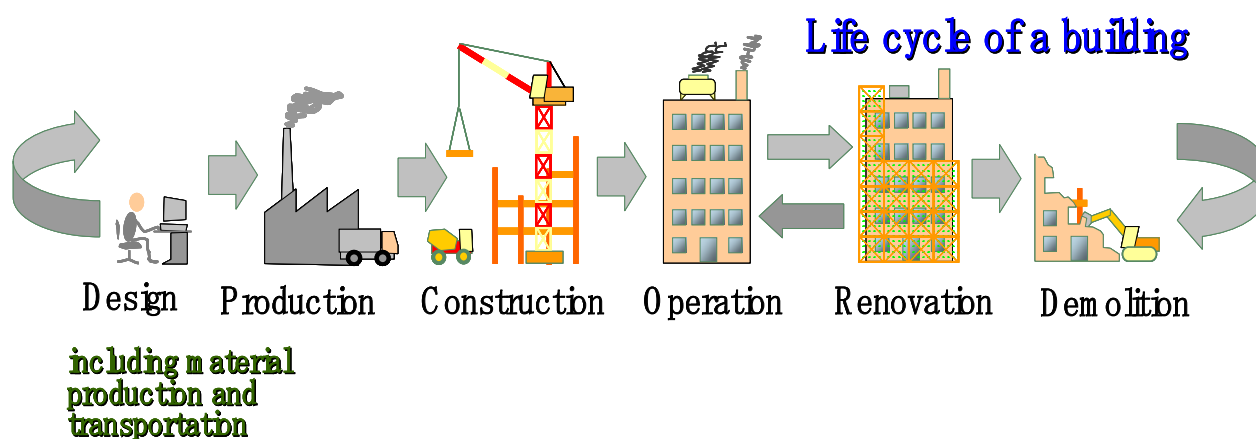 Life cycle of a building
Design
Production
Construction
Operation
Renovation
Demolition
including material
production and
transportation